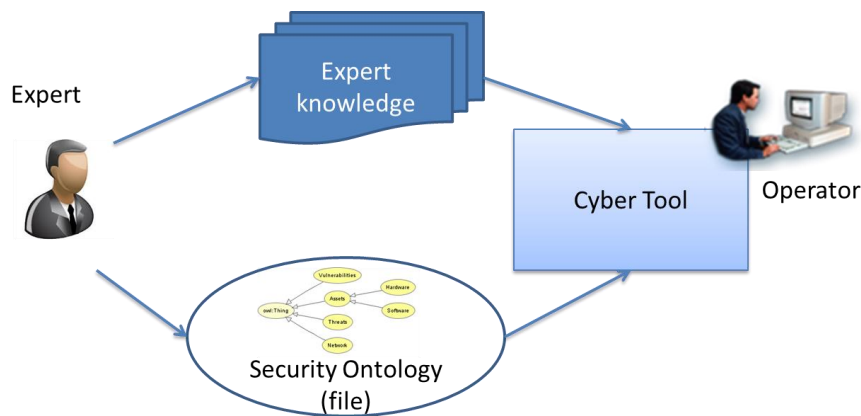 Expert
Expert
knowledge
Cyber Tool
Operator
Vulnerabilities
Hardware
Assets
owl:Thing
Software
Threats
Network
Security Ontology
(file)